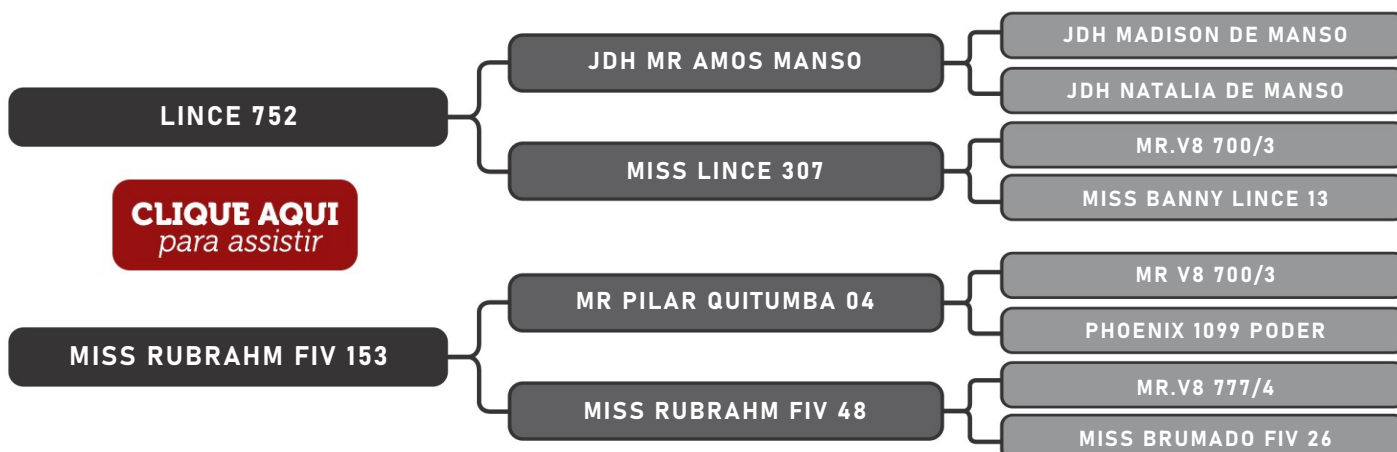 JDH MADISON DE MANSO
JDH MR AMOS MANSO
JDH NATALIA DE MANSO
LINCE 752
MR.V8 700/3
MISS LINCE 307
MISS BANNY LINCE 13
CLIQUE AQUI
para assistir
MR V8 700/3
MR PILAR QUITUMBA 04
PHOENIX 1099 PODER
MISS RUBRAHM FIV 153
MR.V8 777/4
MISS RUBRAHM FIV 48
MISS BRUMADO FIV 26